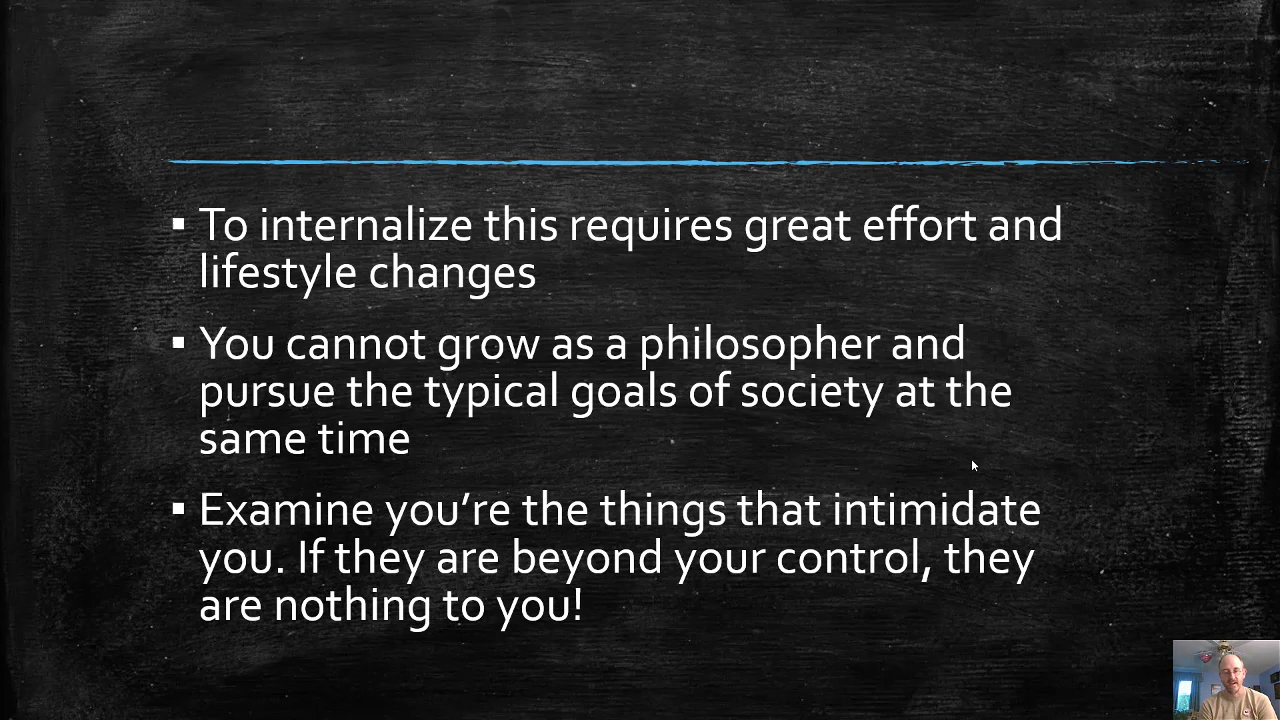 ▪ To internalize this requires great effort and
lifestyle changes
▪ You cannot grow as a philosopher and
pursue the typical goals of society at the
same time
▪ Examine you’re the things that intimidate
you. If they are beyond your control, they
are nothing to you!